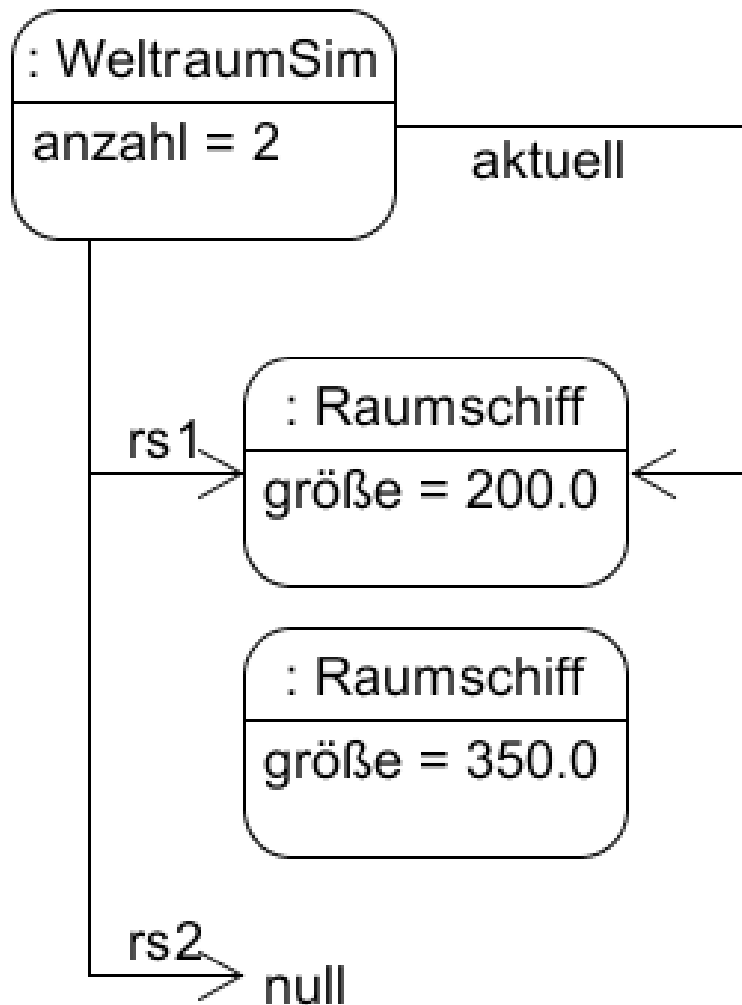 : WeltraumSim
anzahl = 2
aktuell
: Raumschiff
rs1
größe = 200.0
: Raumschiff
größe = 350.0
rs2
null